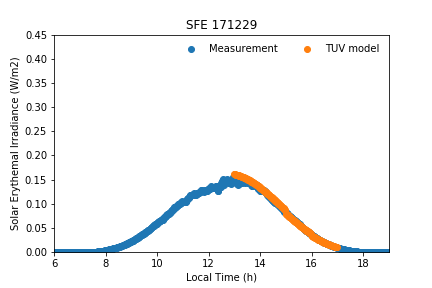 SFE 171229
Solar Erythemal Irradiance (W/m2)
0.45
0.40
0.35
0.30
0.25
0.20
0.15
0.10
0.05
0.00
Measurement
TUV model
6 8 10 12 14 16 18
Local Time (h)